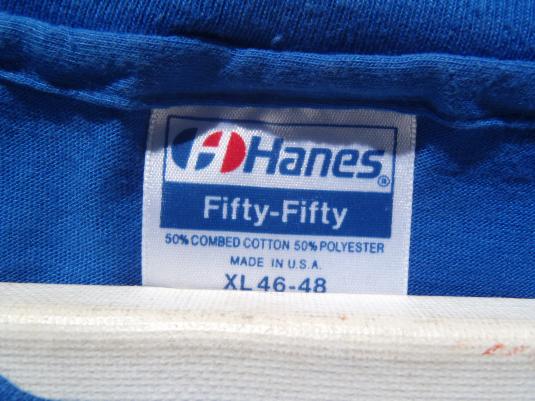 Hanes®
Fifty-Fifty
50% COMBED COTTON 50% POLYESTER
MADE IN U.S.A.
XL 46-48